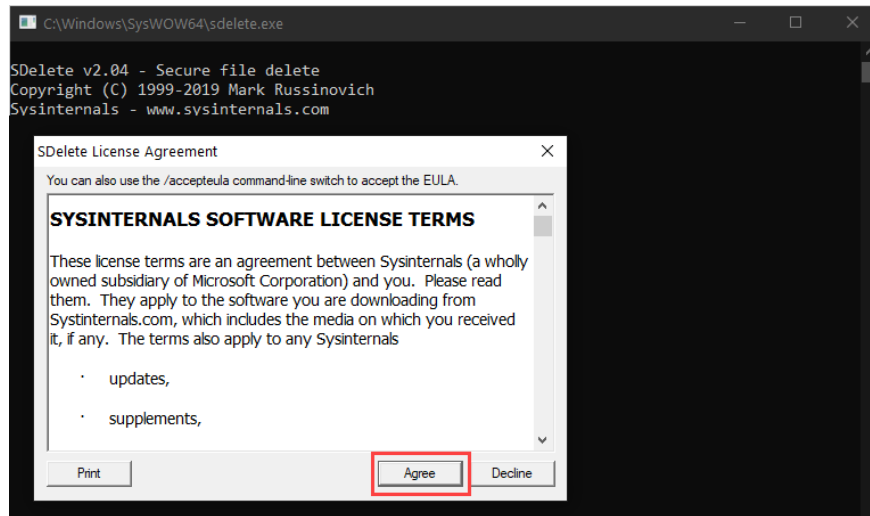 C:\Windows\SysWOW64\sdelete.exe
SDelete v2.04 - Secure file delete
Copyright (C) 1999-2019 Mark Russinovich
Sysinternals - www.sysinternals.com
SDelete License Agreement
You can also use the /accepteula command-line switch to accept the EULA.
SYSINTERNALS SOFTWARE LICENSE TERMS
These license terms are an agreement between Sysinternals (a wholly
owned subsidiary of Microsoft Corporation) and you.  Please read
them.  They apply to the software you are downloading from
Systinternals.com, which includes the media on which you received
it, if any.  The terms also apply to any Sysinternals
· updates,
· supplements,
Print Agree Decline